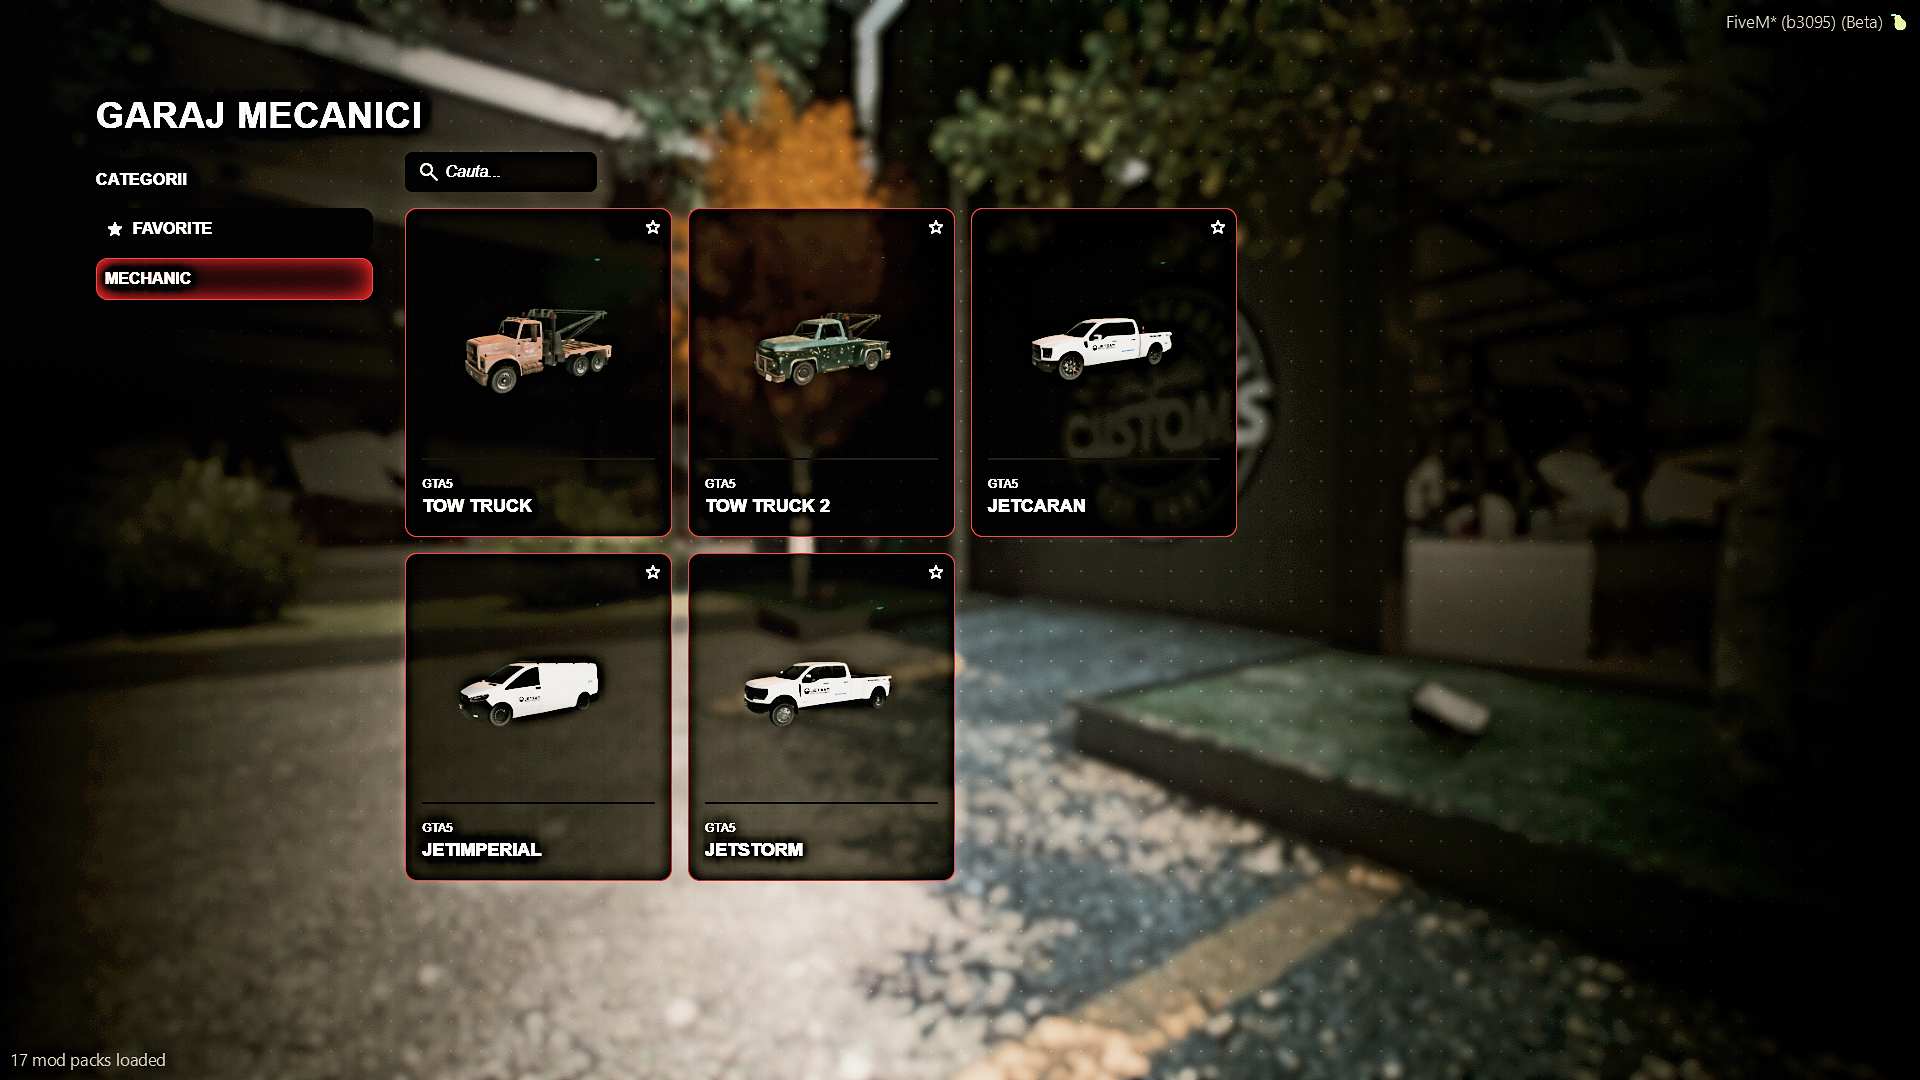 FiveM* (b3095) (Beta)
GARAJ MECANICI
CATEGORII
Cauta...
FAVORITE
MECHANIC
GTA5
TOW TRUCK
GTA5
TOW TRUCK 2
GTA5
JETCARAN
CUSTOMS
GTA5
JETIMPERIAL
GTA5
JETSTORM
17 mod packs loaded